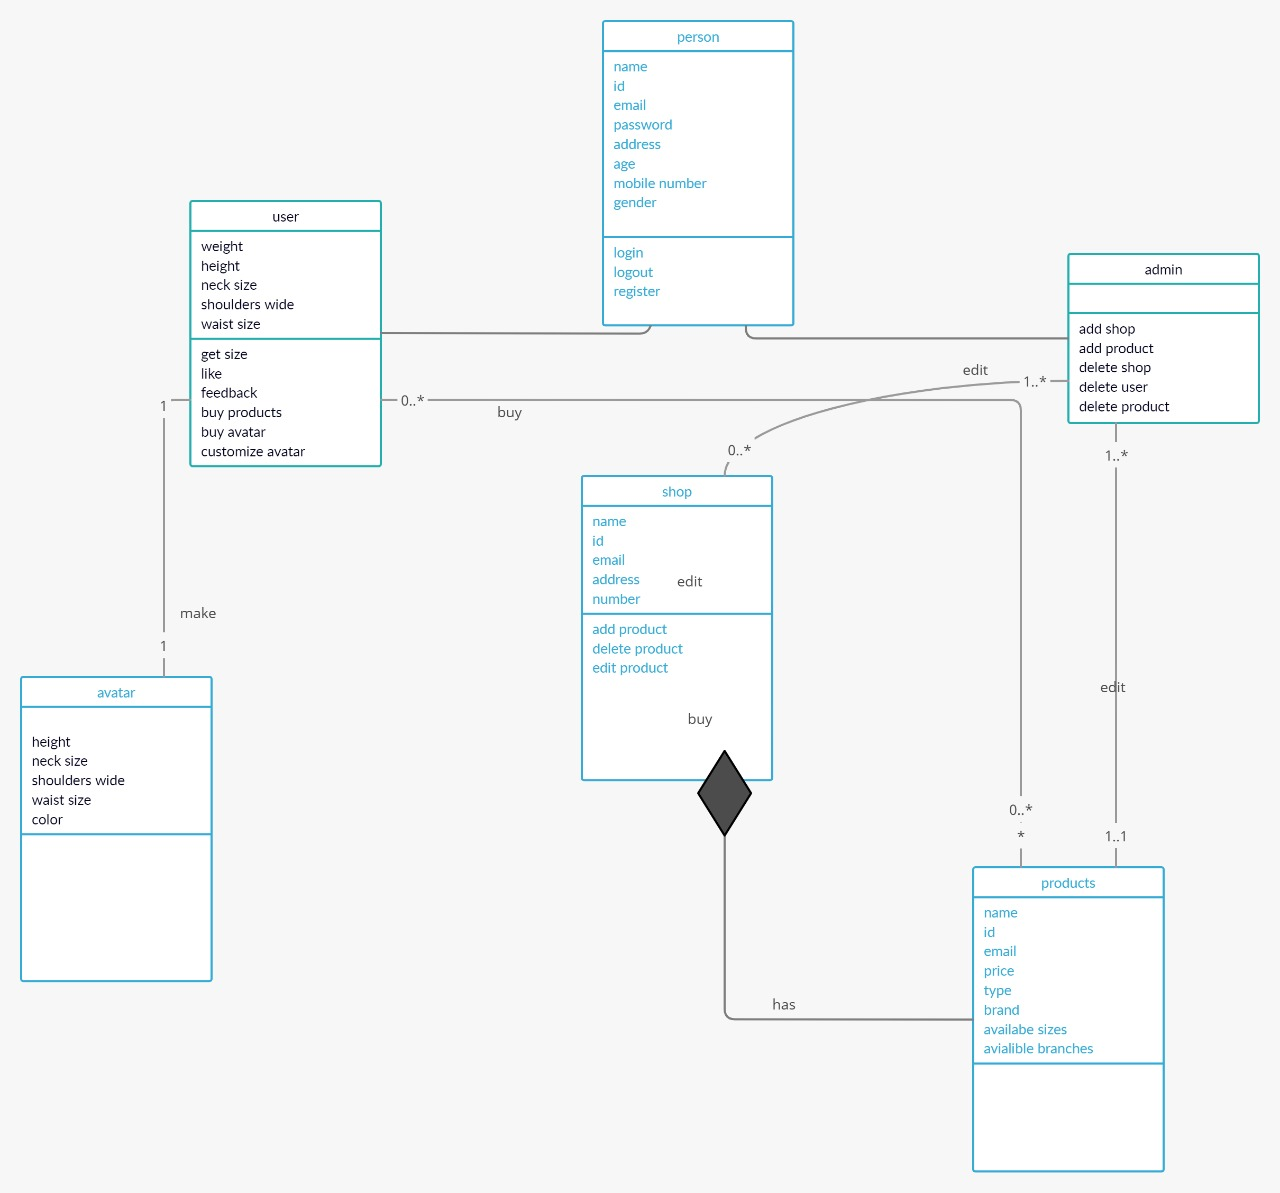 person
name
id
email
password
address
age
mobile number
gender
login
logout
register
user
weight
height
neck size
shoulders wide
waist size
get size
like
feedback
buy products
buy avatar
customize avatar
admin
add shop
add product
delete shop
delete user
delete product
edit
1..*
0..*
buy
0..*
1
make
1
1..*
edit
shop
name
id
email
address
edit
number
add product
delete product
edit product
buy
avatar
height
neck size
shoulders wide
waist size
color
0..*
*
1..1
has
products
name
id
email
price
type
brand
availabe sizes
avialible branches